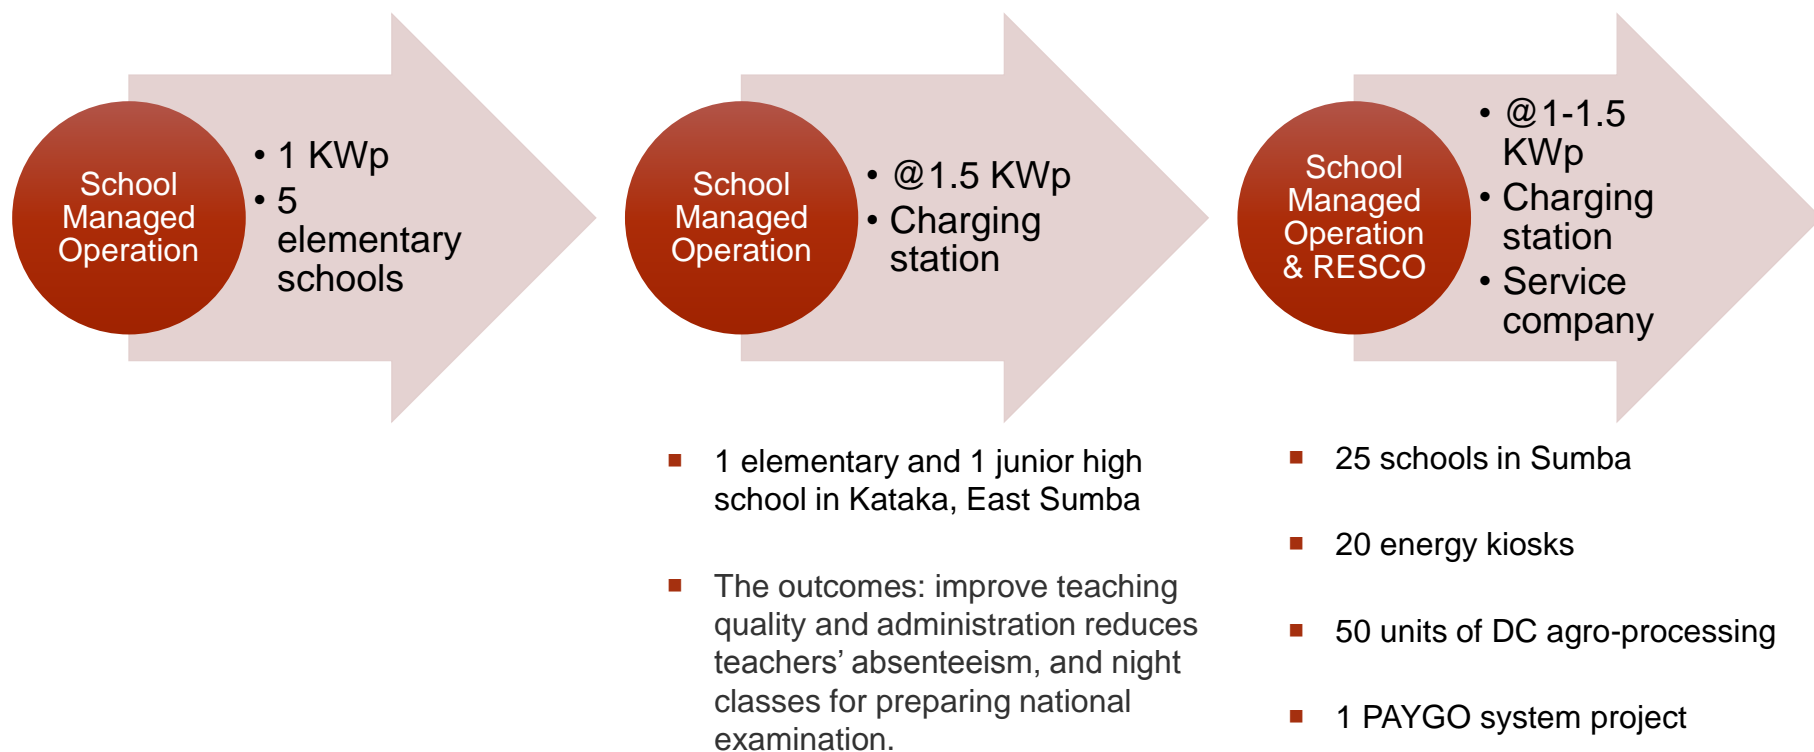 School
Managed
Operation
• 1 KWp
• 5
elementary
schools
School
Managed
Operation
• @1.5 KWp
• Charging
station
School
Managed
Operation
& RESCO
• @1-1.5
KWp
• Charging
station
• Service
company
▪ 1 elementary and 1 junior high
school in Kataka, East Sumba
▪ The outcomes: improve teaching
quality and administration reduces
teachers’ absenteeism, and night
classes for preparing national
examination.
▪ 25 schools in Sumba
▪ 20 energy kiosks
▪ 50 units of DC agro-processing
▪ 1 PAYGO system project